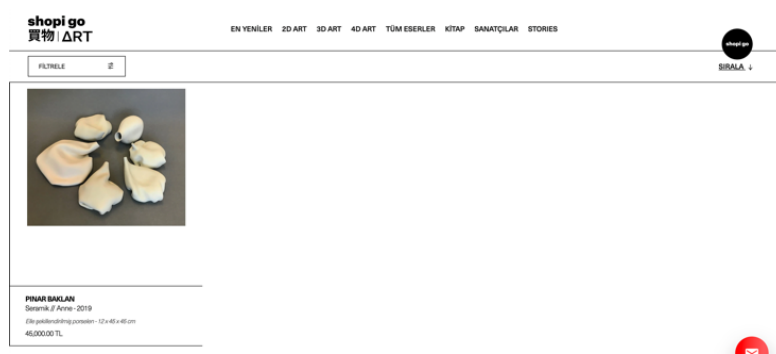 shopi go
買物 | ΔRT
EN YENİLER 2D ART 3D ART 4D ART TÜM ESERLER KİTAP SANATÇILAR STORIES
shopi go
FİLTRELE
SIRALA ↓
PINAR BAKLAN
Seramik // Anne - 2019
Elle şekillendirilmiş porselen - 12 x 46 x 46 cm
45,000.00 TL